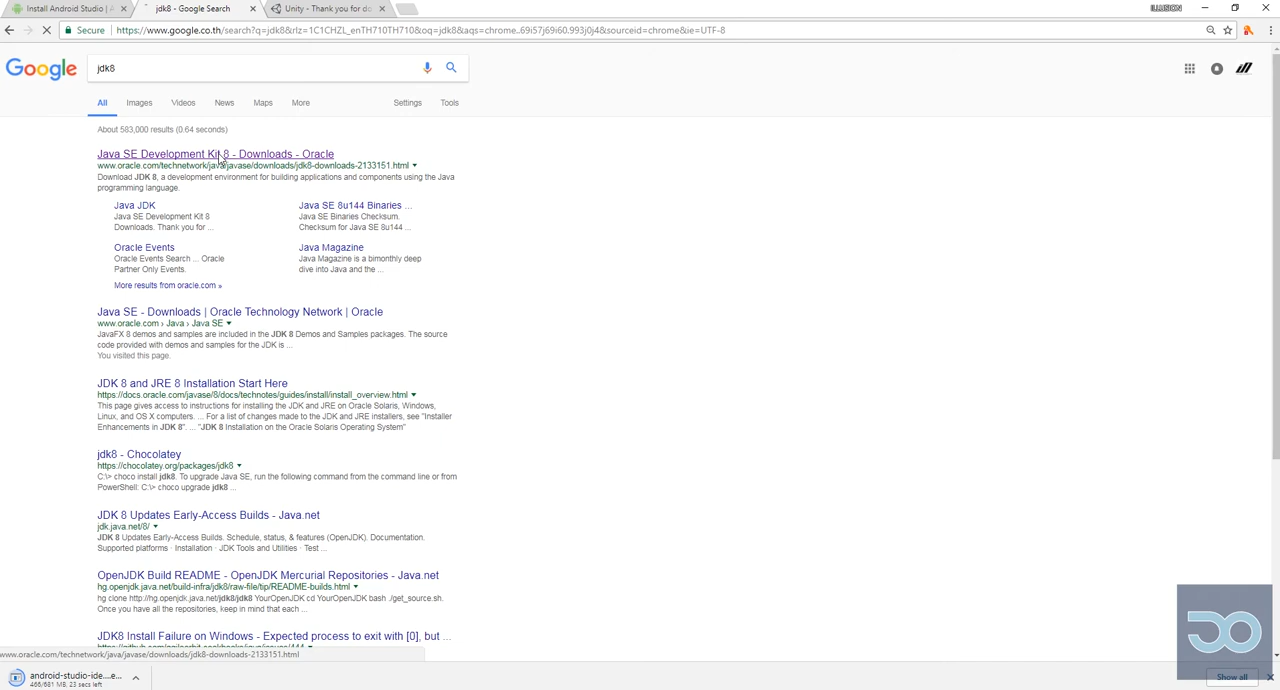 Install Android Studio | A
jdk8 - Google Search
Unity - Thank you for do
ILLUSION
Secure
https://www.google.co.th/search?q=jdk8&rlz=1C1CHZL_enTH710TH710&oq=jdk8&aqs=chrome..69i57j69i60.993j0j4&sourceid=chrome&ie=UTF-8
Google
jdk8
All
Images
Videos
News
Maps
More
Settings
Tools
About 583,000 results (0.64 seconds)
Java SE Development Kit 8 - Downloads - Oracle
www.oracle.com/technetwork/java/javase/downloads/jdk8-downloads-2133151.html
Download JDK 8, a development environment for building applications and components using the Java
programming language.
Java JDK
Java SE Development Kit 8
Downloads. Thank you for ...
Java SE 8u144 Binaries ...
Java SE Binaries Checksum.
Checksum for Java SE 8u144 ...
Oracle Events
Oracle Events Search ... Oracle
Partner Only Events.
Java Magazine
Java Magazine is a bimonthly deep
dive into Java and the ...
More results from oracle.com »
Java SE - Downloads | Oracle Technology Network | Oracle
www.oracle.com › Java › Java SE
JavaFX 8 demos and samples are included in the JDK 8 Demos and Samples packages. The source
code provided with demos and samples for the JDK is ...
You visited this page.
JDK 8 and JRE 8 Installation Start Here
https://docs.oracle.com/javase/8/docs/technotes/guides/install/install_overview.html
This page gives access to instructions for installing the JDK and JRE on Oracle Solaris, Windows,
Linux, and OS X computers. ... For a list of changes made to the JDK and JRE installers, see "Installer
Enhancements in JDK 8". ... "JDK 8 Installation on the Oracle Solaris Operating System"
jdk8 - Chocolatey
https://chocolatey.org/packages/jdk8
C:\> choco install jdk8. To upgrade Java SE, run the following command from the command line or from
PowerShell: C:\> choco upgrade jdk8 ...
JDK 8 Updates Early-Access Builds - Java.net
jdk.java.net/8/
JDK 8 Updates Early-Access Builds. Schedule, status, & features (OpenJDK). Documentation.
Supported platforms · Installation · JDK Tools and Utilities · Test ...
OpenJDK Build README - OpenJDK Mercurial Repositories - Java.net
hg.openjdk.java.net/build-infra/jdk8/raw-file/tip/README-builds.html
hg clone http://hg.openjdk.java.net/jdk8/jdk8 YourOpenJDK cd YourOpenJDK bash ./get_source.sh.
Once you have all the repositories, keep in mind that each ...
JDK8 Install Failure on Windows - Expected process to exit with [0], but ...
www.oracle.com/technetwork/java/javase/downloads/jdk8-downloads-2133151.html
android-studio-ide....e...
466/681 MB, 23 secs left
Show all